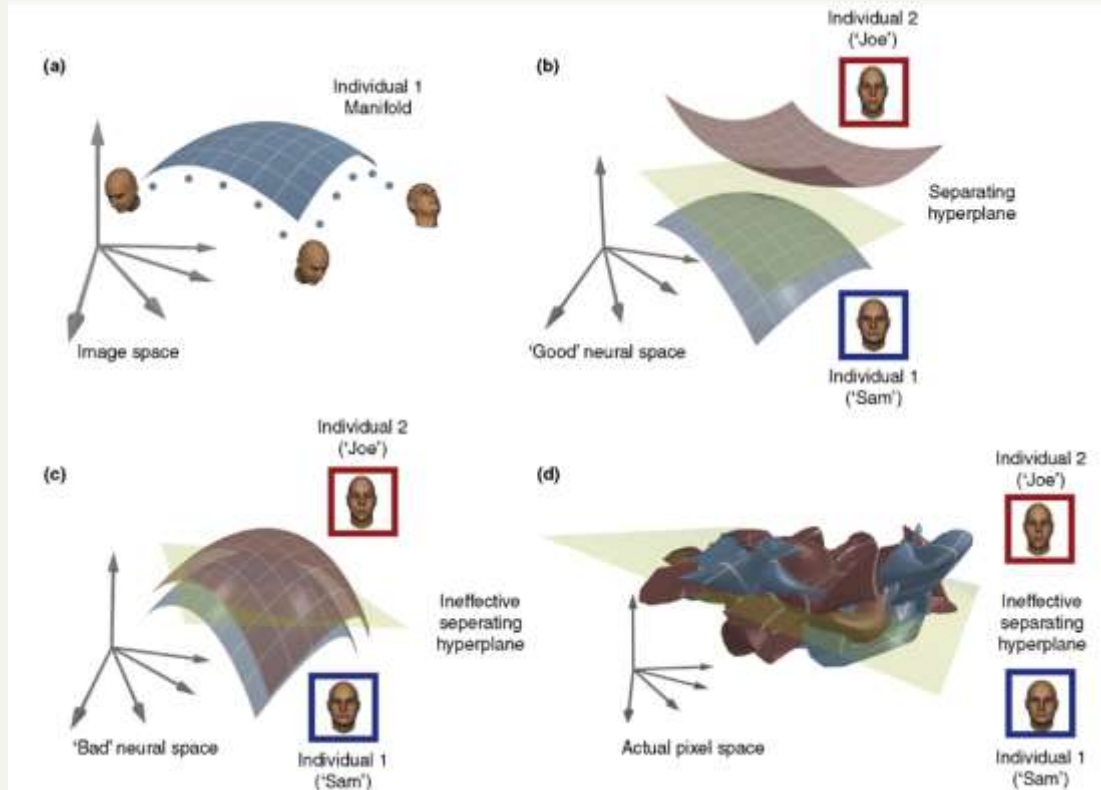 (a)
Individual 1
Manifold
Image space
(b)
Individual 2
('Joe')
Separating
hyperplane
'Good' neural space
Individual 1
('Sam')
(c)
Individual 2
('Joe')
Ineffective
seperating
hyperplane
'Bad' neural space
Individual 1
('Sam')
(d)
Individual 2
('Joe')
Ineffective
separating
hyperplane
Actual pixel space
Individual 1
('Sam')